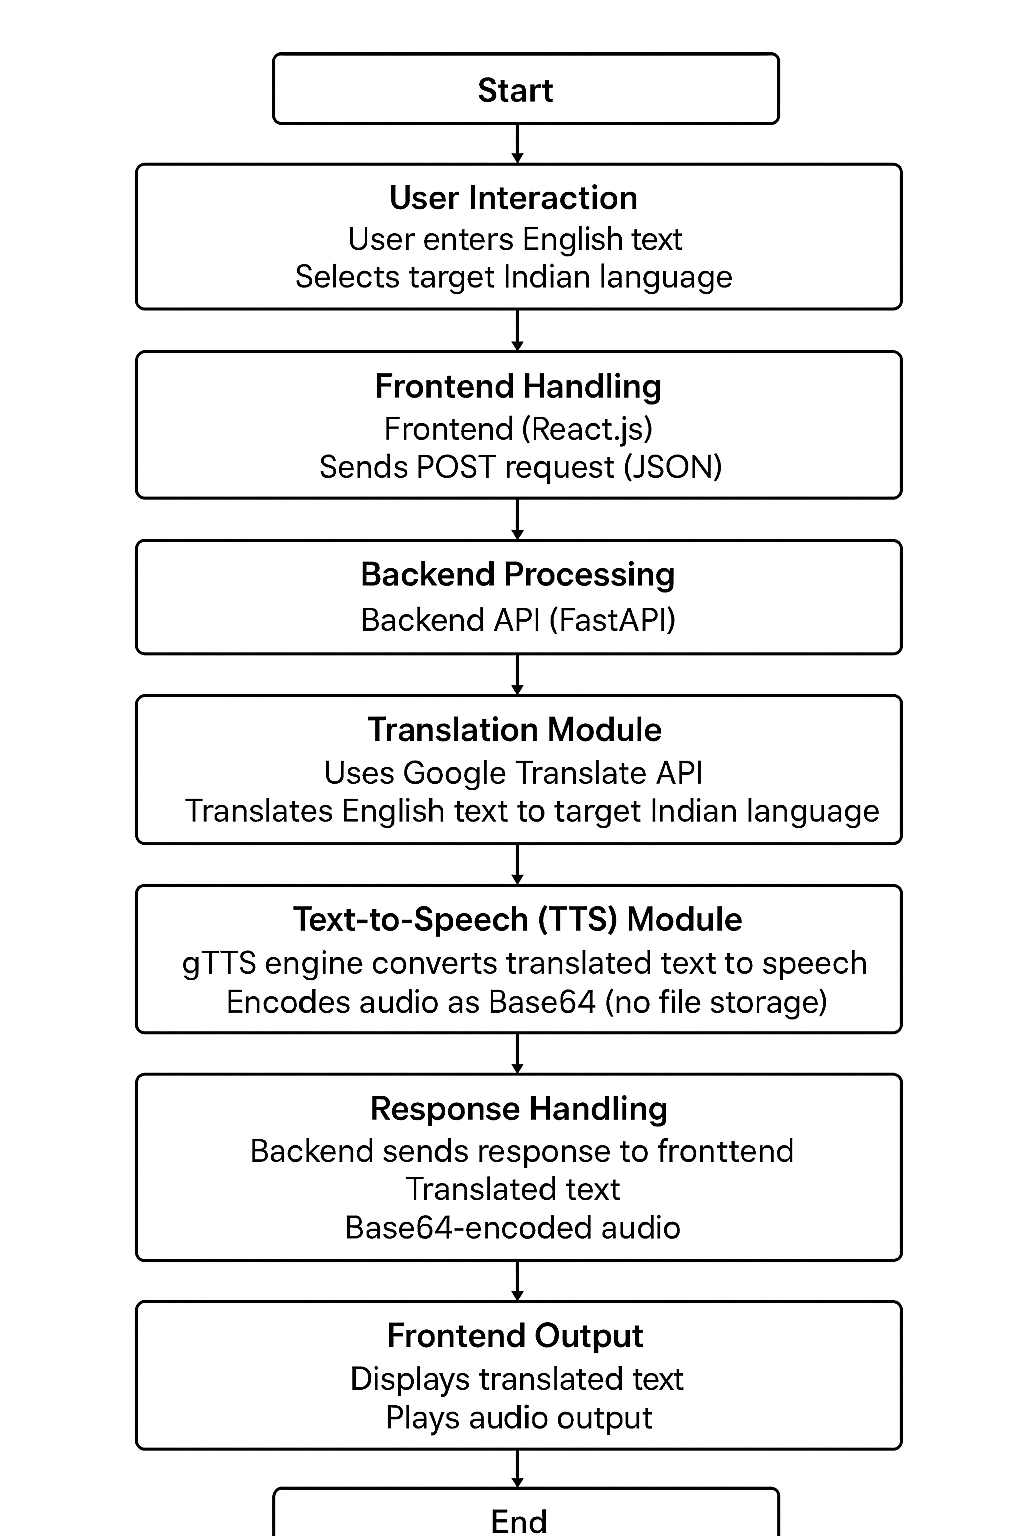 Start
User Interaction
User enters English text
Selects target Indian language
Frontend Handling
Frontend (React.js)
Sends POST request (JSON)
Backend Processing
Backend API (FastAPI)
Translation Module
Uses Google Translate API
Translates English text to target Indian language
Text-to-Speech (TTS) Module
gTTS engine converts translated text to speech
Encodes audio as Base64 (no file storage)
Response Handling
Backend sends response to fronttend
Translated text
Base64-encoded audio
Frontend Output
Displays translated text
Plays audio output
End